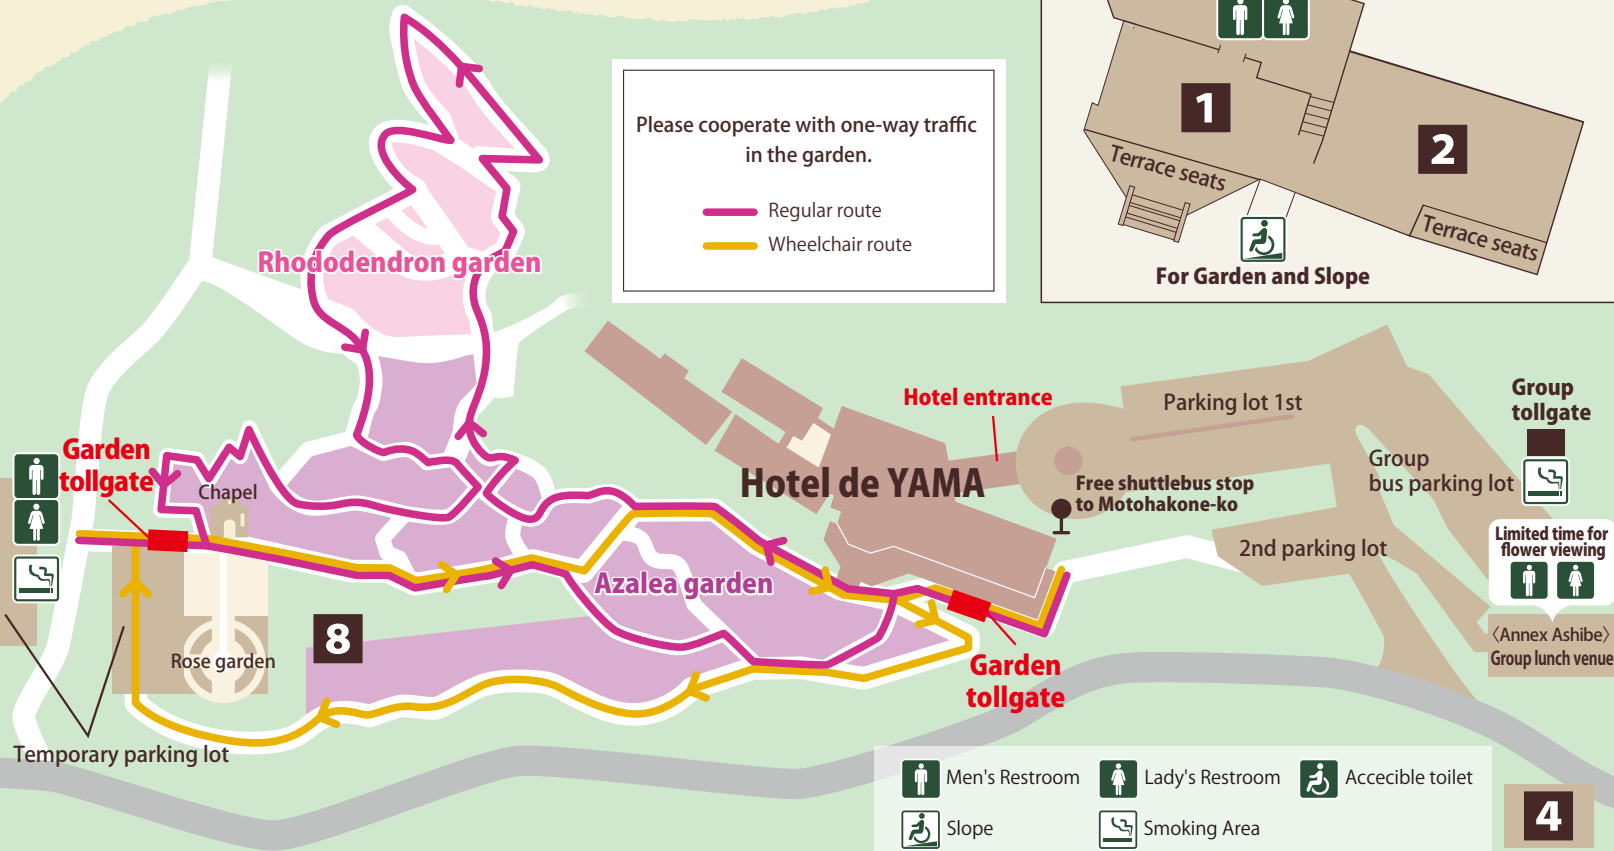 Please cooperate with one-way traffic
in the garden.
Regular route
Wheelchair route
1
2
Terrace seats
Terrace seats
For Garden and Slope
Rhododendron garden
Hotel entrance
Parking lot 1st
Group
tollgate
Garden
tollgate
Chapel
Hotel de YAMA
Free shuttlebus stop
to Motohakone-ko
Group
bus parking lot
2nd parking lot
Limited time for
flower viewing
Azalea garden
8
Rose garden
〈Annex Ashibe〉
Group lunch venue
Garden
tollgate
Temporary parking lot
Men's Restroom
Lady's Restroom
Accecible toilet
Slope
Smoking Area
4